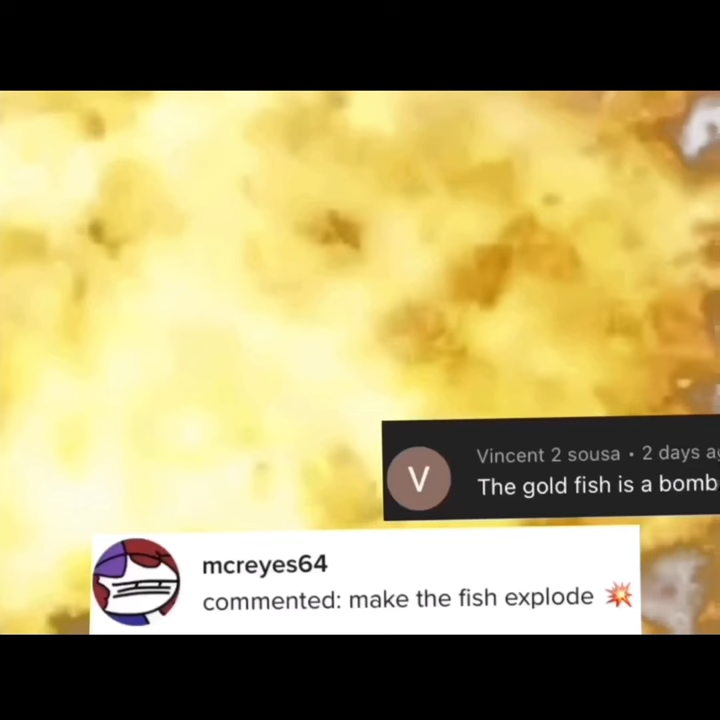 Vincent 2 sousa • 2 days
The gold fish is a bomb
V
mcreyes64
commented: make the fish explode 💥